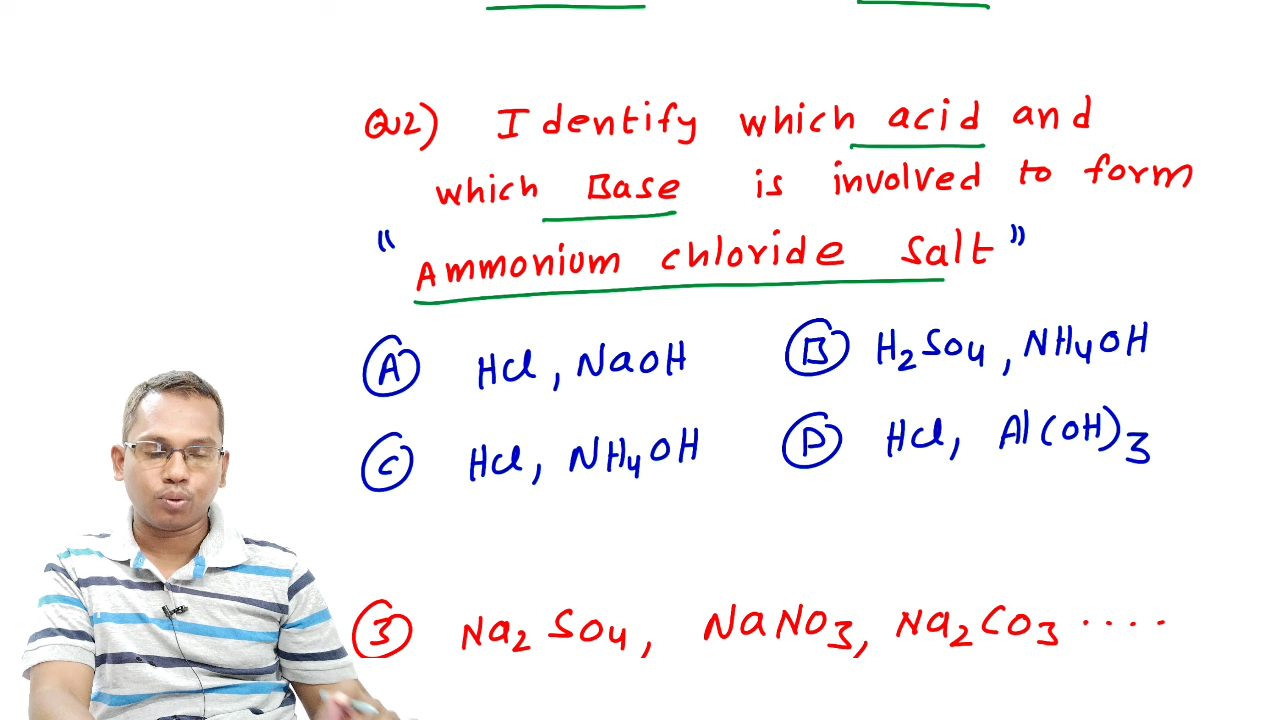 Q2) Identify which acid and
which Base is involved to form
"Ammonium chloride Salt"
A HCl, NaOH
B H2SO4, NH4OH
C HCl, NH4OH
D HCl, Al(OH)3
3 Na2SO4, NaNO3, Na2CO3 ....